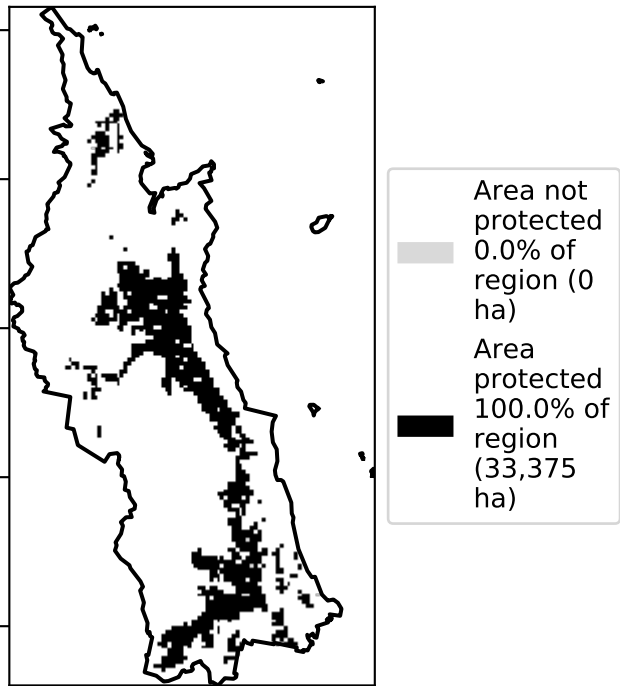 Area not
protected
0.0% of
region (0
ha)
Area
protected
100.0% of
region
(33,375
ha)